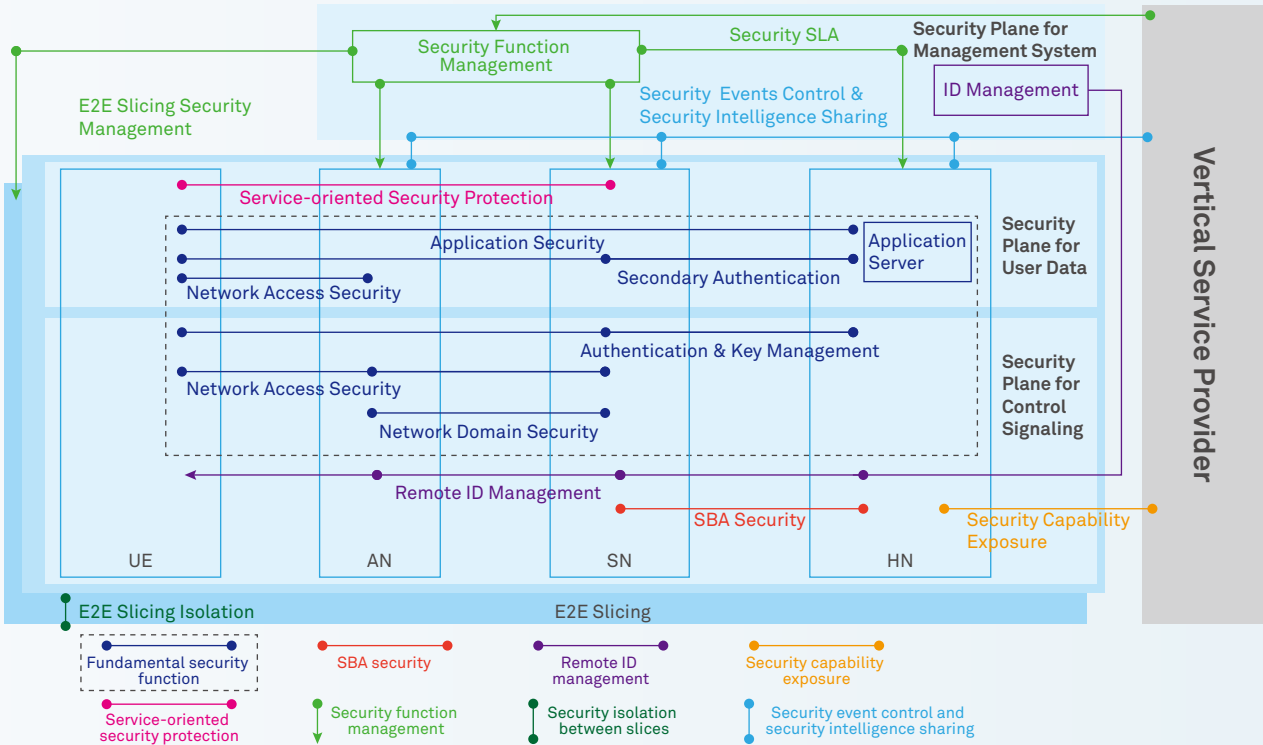 Security Function
Management
Security SLA
Security Plane for
Management System
ID Management
E2E Slicing Security
Management
Security Events Control &
Security Intelligence Sharing
Vertical Service Provider
Service-oriented Security Protection
Application Security
Application
Server
Security
Plane for
User Data
Secondary Authentication
Network Access Security
Authentication & Key Management
Network Access Security
Security
Plane for
Control
Signaling
Network Domain Security
Remote ID Management
SBA Security
Security Capability
Exposure
UE
AN
SN
HN
E2E Slicing Isolation
E2E Slicing
Fundamental security
function
SBA security
Remote ID
management
Security capability
exposure
Service-oriented
security protection
Security function
management
Security isolation
between slices
Security event control and
security intelligence sharing